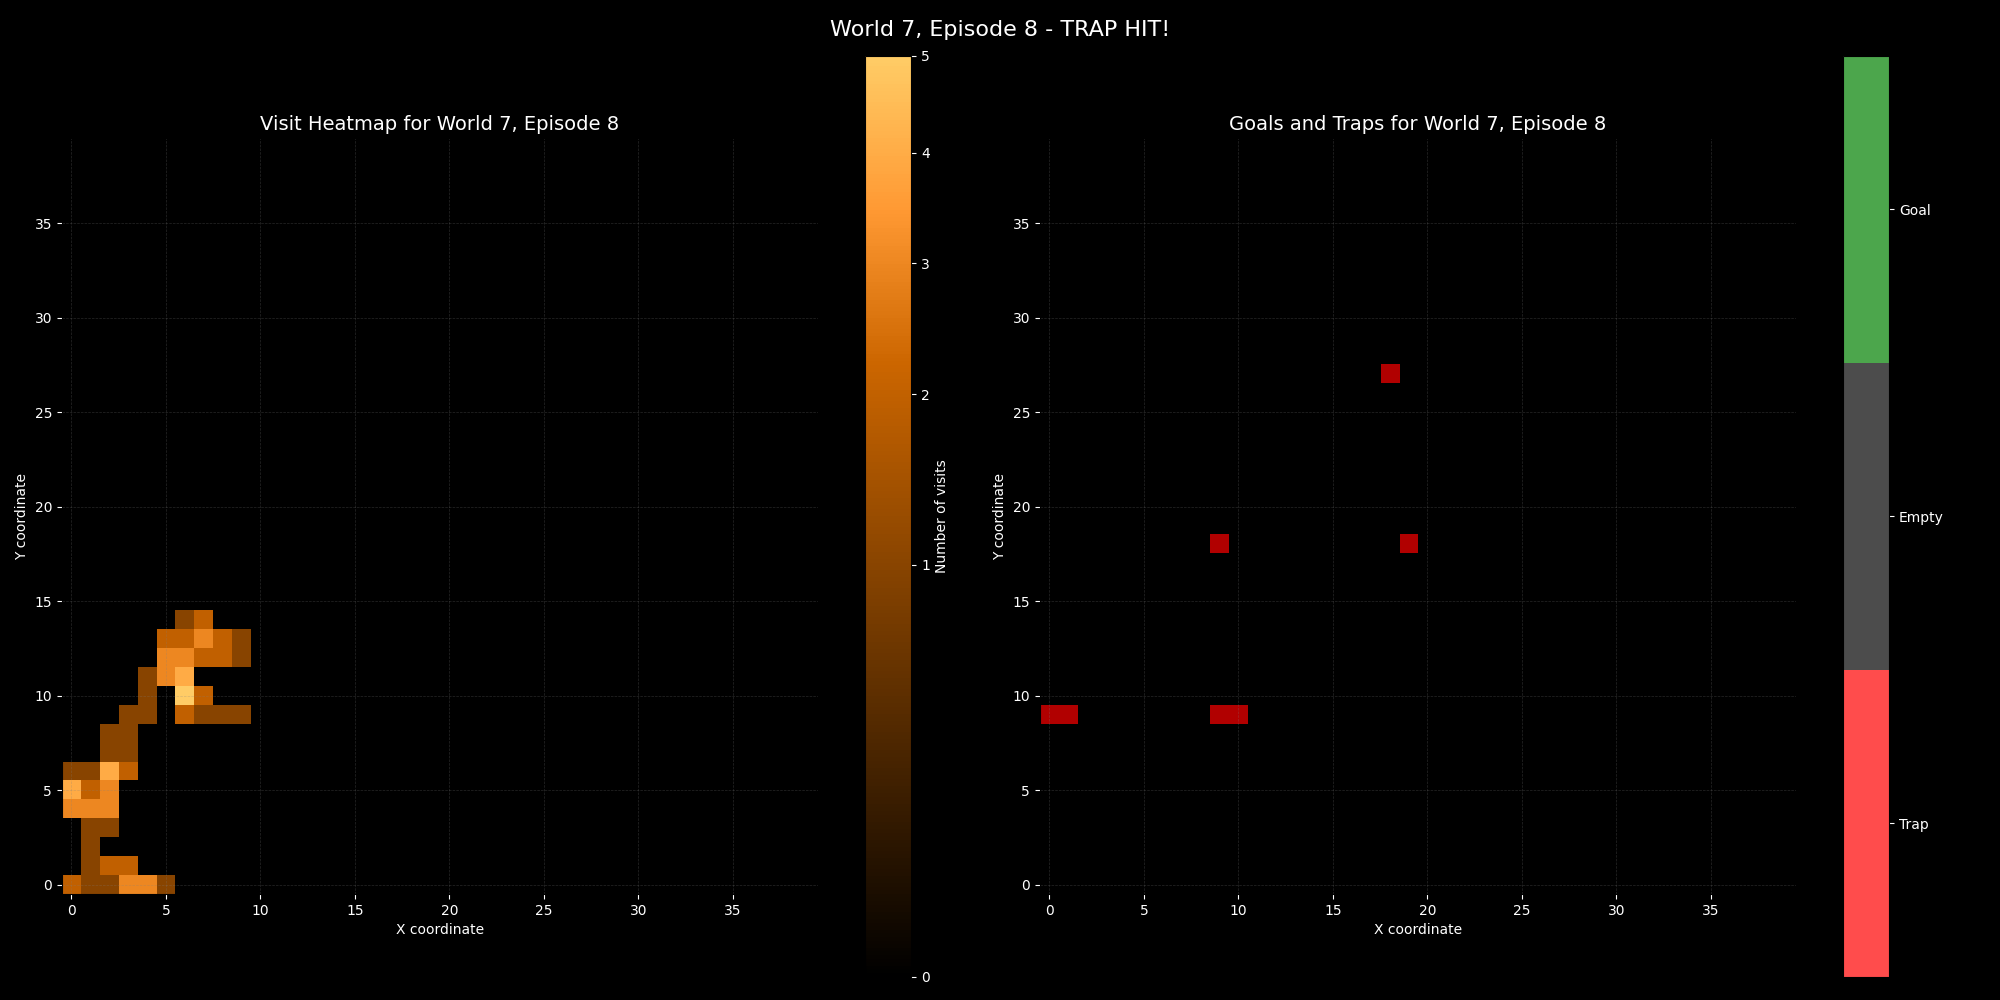 World 7, Episode 8 - TRAP HIT!
Visit Heatmap for World 7, Episode 8
Y coordinate
35
30
25
20
15
10
5
0
0 5 10 15 20 25 30 35
X coordinate
5
4
3
2
1
0
Number of visits
Goals and Traps for World 7, Episode 8
Y coordinate
35
30
25
20
15
10
5
0
0 5 10 15 20 25 30 35
X coordinate
Goal
Empty
Trap